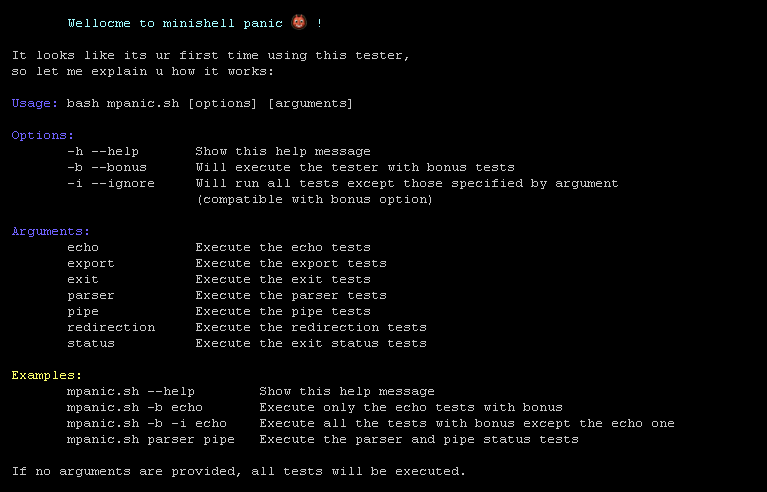 Wellocme to minishell panic 👹 !
It looks like its ur first time using this tester,
so let me explain u how it works:
Usage: bash mpanic.sh [options] [arguments]
Options:
-h --help Show this help message
-b --bonus Will execute the tester with bonus tests
-i --ignore Will run all tests except those specified by argument
(compatible with bonus option)
Arguments:
echo Execute the echo tests
export Execute the export tests
exit Execute the exit tests
parser Execute the parser tests
pipe Execute the pipe tests
redirection Execute the redirection tests
status Execute the exit status tests
Examples:
mpanic.sh --help Show this help message
mpanic.sh -b echo Execute only the echo tests with bonus
mpanic.sh -b -i echo Execute all the tests with bonus except the echo one
mpanic.sh parser pipe Execute the parser and pipe status tests
If no arguments are provided, all tests will be executed.